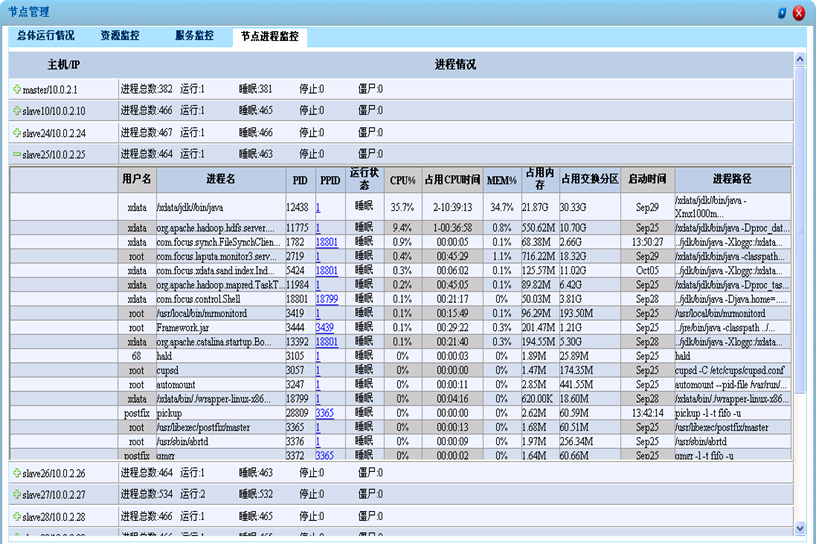 节点管理
总体运行情况 资源监控 服务监控 节点进程监控
主机/IP 进程情况
master/10.0.2.1 进程总数:382 运行:1 睡眠:381 停止:0 僵尸:0
slave10/10.0.2.10 进程总数:466 运行:1 睡眠:465 停止:0 僵尸:0
slave24/10.0.2.24 进程总数:467 运行:1 睡眠:466 停止:0 僵尸:0
slave25/10.0.2.25 进程总数:464 运行:1 睡眠:463 停止:0 僵尸:0
用户名 进程名 PID PPID 运行状态 CPU% 占用CPU时间 MEM% 占用内存 占用交换分区 启动时间 进程路径
xdata /xdata/jdk//bin/java 12438 1 睡眠 35.7% 2-10:39:13 34.7% 21.87G 30.33G Sep29 /xdata/jdk//bin/java -Xmx1000m...
xdata org.apache.hadoop.hdfs.server.... 11775 1 睡眠 9.4% 1-00:36:58 0.8% 550.62M 10.70G Sep25 /xdata/jdk/bin/java -Dproc_dat...
xdata com.focus.synch.FileSynchClien... 1782 18801 睡眠 0.9% 00:00:05 0.1% 68.38M 2.66G 13:50:27 ../jdk/bin/java -Xloggc:/xdata...
root com.focus.laputa.monitor3.serv... 2719 1 睡眠 0.4% 00:45:29 1.1% 716.22M 18.32G Sep29 /xdata/bin/java -classpath...
xdata com.focus.xdata.sand.index.Ind... 5424 18801 睡眠 0.3% 00:06:02 0.1% 125.57M 11.02G Oct05 ../jdk/bin/java -Xloggc:/xdata...
xdata org.apache.hadoop.mapred.TaskT... 11984 1 睡眠 0.2% 00:45:05 0.1% 89.82M 6.42G Sep25 /xdata/jdk/bin/java -Dproc_tas...
xdata com.focus.control.Shell 18801 18799 睡眠 0.1% 00:21:17 0% 50.03M 3.81G Sep28 ../jdk/bin/java -Djava.home=.....
root /usr/local/bin/mrmonitord 3419 1 睡眠 0.1% 00:15:49 0.1% 96.29M 193.50M Sep25 /usr/local/bin/mrmonitord
root Framework.jar 3444 3439 睡眠 0.1% 00:29:22 0.3% 201.47M 1.21G Sep25 ../jre/bin/java -classpath ../...
xdata org.apache.catalina.startup.Bo... 13392 18801 睡眠 0.1% 00:21:40 0.3% 194.55M 5.30G Sep28 ../jdk/bin/java -Xloggc:/xdata...
68 hald 3105 1 睡眠 0% 00:00:03 0% 1.89M 25.89M Sep25 hald
root cupsd 3057 1 睡眠 0% 00:00:00 0% 1.47M 174.35M Sep25 cupsd -C /etc/cups/cupsd.conf
root automount 3247 1 睡眠 0% 00:00:11 0% 2.85M 441.55M Sep25 automount --pid-file /var/run/...
xdata /xdata/bin/./wrapper-linux-x86... 18799 1 睡眠 0% 00:04:16 0% 620.00K 18.60M Sep28 /xdata/bin/./wrapper-linux-x86...
postfix pickup 28809 3365 睡眠 0% 00:00:00 0% 2.62M 60.59M 13:42:14 pickup -l -t fifo -u
root /usr/libexec/postfix/master 3365 1 睡眠 0% 00:00:13 0% 1.68M 60.51M Sep25 /usr/libexec/postfix/master
root /usr/sbin/abrtd 3376 1 睡眠 0% 00:00:09 0% 1.97M 256.34M Sep25 /usr/sbin/abrtd
postfix qmgr 3372 3365 睡眠 0% 00:00:02 0% 1.64M 60.66M Sep25 qmgr -l -t fifo -u
slave26/10.0.2.26 进程总数:464 运行:1 睡眠:463 停止:0 僵尸:0
slave27/10.0.2.27 进程总数:534 运行:2 睡眠:532 停止:0 僵尸:0
slave28/10.0.2.28 进程总数:466 运行:1 睡眠:465 停止:0 僵尸:0